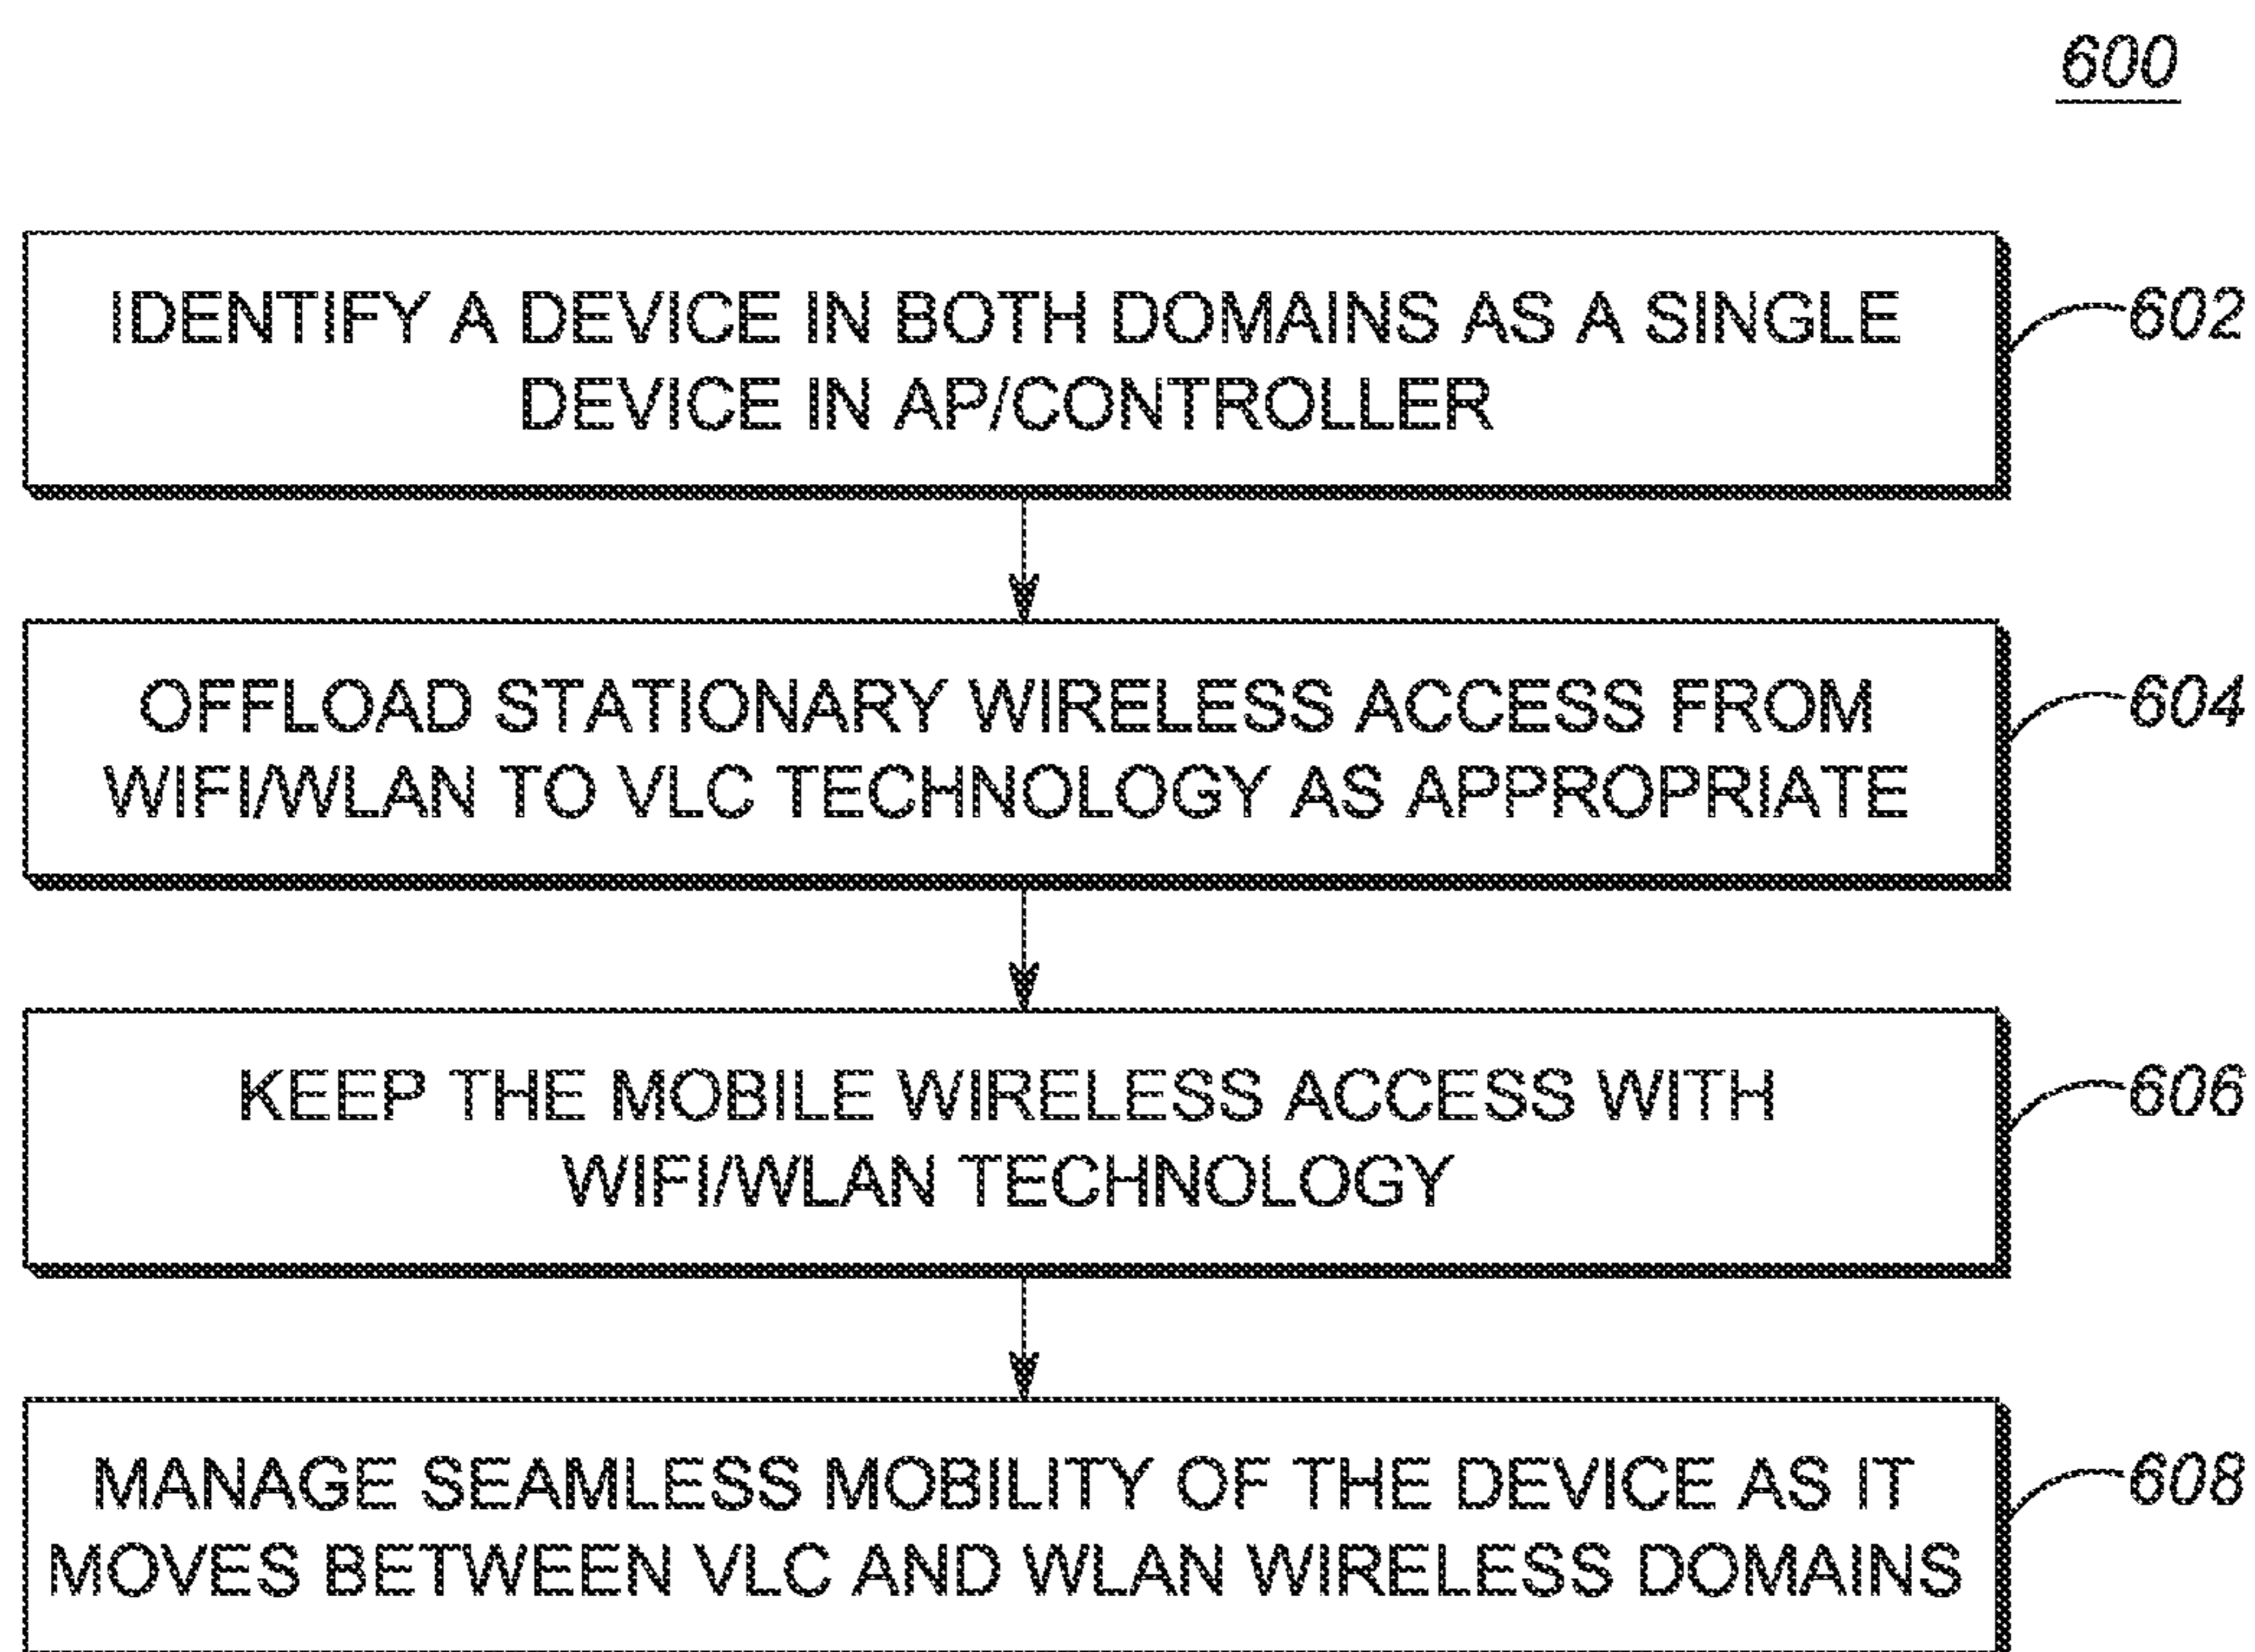 600
IDENTIFY A DEVICE IN BOTH DOMAINS AS A SINGLE
DEVICE IN AP/CONTROLLER
602
OFFLOAD STATIONARY WIRELESS ACCESS FROM
WIFI/WLAN TO VLC TECHNOLOGY AS APPROPRIATE
604
KEEP THE MOBILE WIRELESS ACCESS WITH
WIFI/WLAN TECHNOLOGY
606
MANAGE SEAMLESS MOBILITY OF THE DEVICE AS IT
MOVES BETWEEN VLC AND WLAN WIRELESS DOMAINS
608